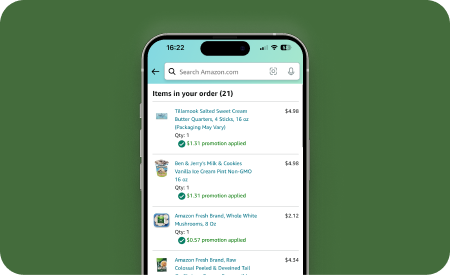 16:22
Search Amazon.com
Items in your order (21)
Tillamook Salted Sweet Cream
$4.98
Butter Quarters, 4 Sticks, 16 oz
(Packaging May Vary)
Qty: 1
$1.31 promotion applied
Ben & Jerry's Milk & Cookies
$4.98
Vanilla Ice Cream Pint Non-GMO
16 oz
Qty: 1
$1.31 promotion applied
Amazon Fresh Brand, Whole White
$2.12
Mushrooms, 8 Oz
Qty: 1
$0.57 promotion applied
Amazon Fresh Brand, Raw
$4.34
Colossal Peeled & Deveined Tail